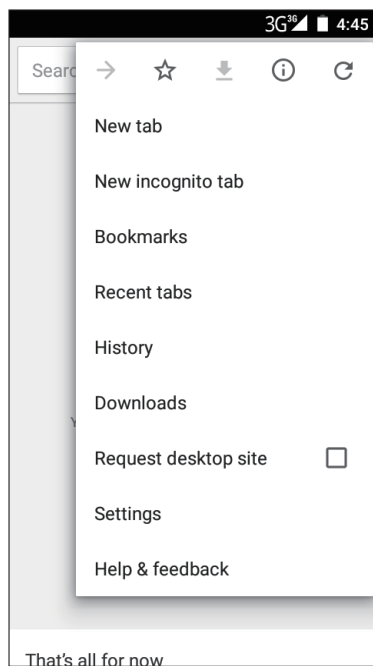 3G 3G 4:45
Searc
New tab
New incognito tab
Bookmarks
Recent tabs
History
Downloads
Y
Request desktop site
Settings
Help & feedback
That's all for now